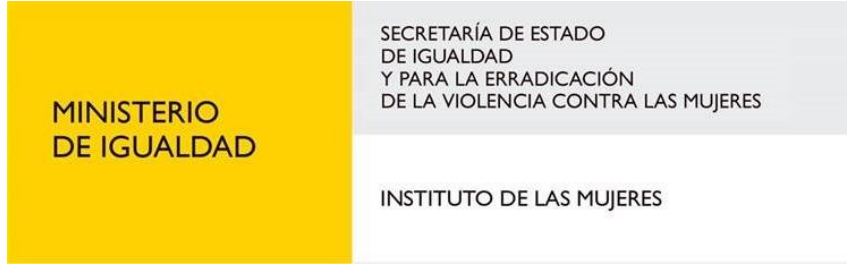 MINISTERIO
DE IGUALDAD
SECRETARÍA DE ESTADO
DE IGUALDAD
Y PARA LA ERRADICACIÓN
DE LA VIOLENCIA CONTRA LAS MUJERES
INSTITUTO DE LAS MUJERES